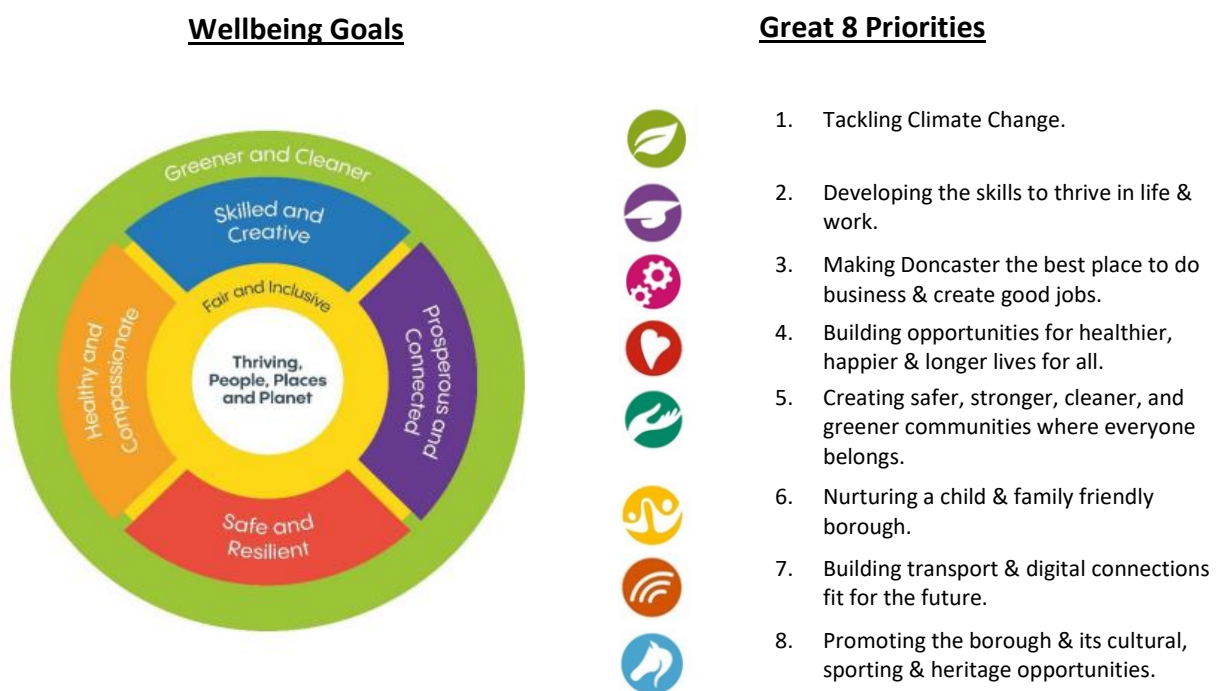 Wellbeing Goals
Greener and Cleaner
Skilled and
Creative
Fair and Inclusive
Healthy and
Compassionate
Thriving,
People, Places
and Planet
Prosperous and
Connected
Safe and
Resilient
Great 8 Priorities
1. Tackling Climate Change.
2. Developing the skills to thrive in life &
work.
3. Making Doncaster the best place to do
business & create good jobs.
4. Building opportunities for healthier,
happier & longer lives for all.
5. Creating safer, stronger, cleaner, and
greener communities where everyone
belongs.
6. Nurturing a child & family friendly
borough.
7. Building transport & digital connections
fit for the future.
8. Promoting the borough & its cultural,
sporting & heritage opportunities.